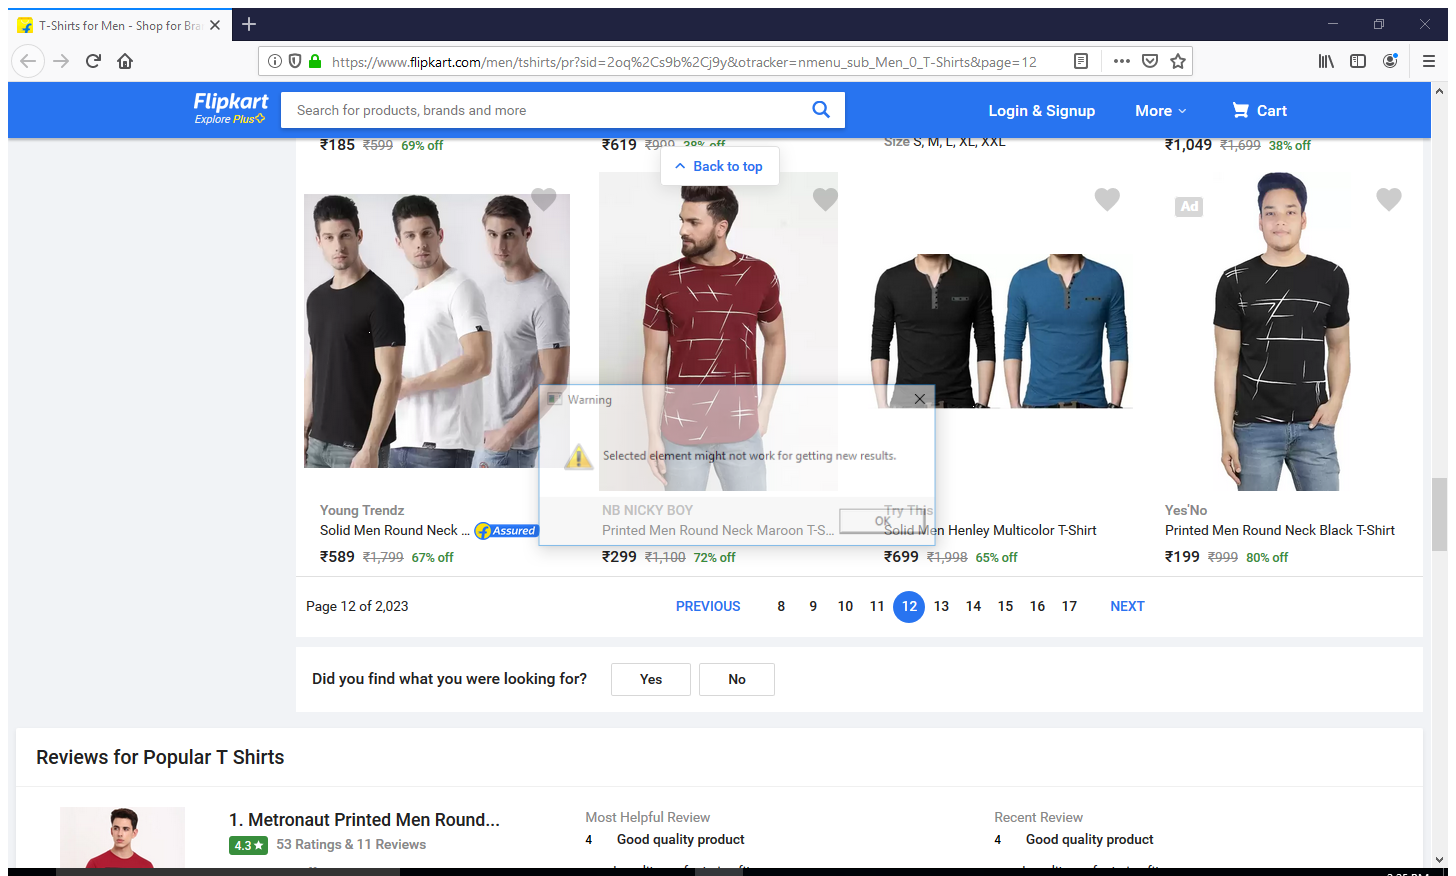 T-Shirts for Men - Shop for Bra
https://www.flipkart.com/men/tshirts/pr?sid=2oq%2Cs9b%2Cj9y&otracker=nmenu_sub_Men_0_T-Shirts&page=12
Flipkart
Explore Plus
Search for products, brands and more
Login & Signup
More
Cart
₹185 ₹599 69% off
₹619 ₹999 38% off
Size S, M, L, XL, XXL
₹1,049 ₹1,699 38% off
Back to top
Ad
Warning
Selected element might not work for getting new results.
OK
Young Trendz
Solid Men Round Neck ... Assured
₹589 ₹1,799 67% off
NB NICKY BOY
Printed Men Round Neck Maroon T-S...
₹299 ₹1,100 72% off
Try This
Solid Men Henley Multicolor T-Shirt
₹699 ₹1,998 65% off
Yes'No
Printed Men Round Neck Black T-Shirt
₹199 ₹999 80% off
Page 12 of 2,023
PREVIOUS 8 9 10 11 12 13 14 15 16 17 NEXT
Did you find what you were looking for? Yes No
Reviews for Popular T Shirts
1. Metronaut Printed Men Round...
4.3★ 53 Ratings & 11 Reviews
Most Helpful Review
4 Good quality product
Recent Review
4 Good quality product